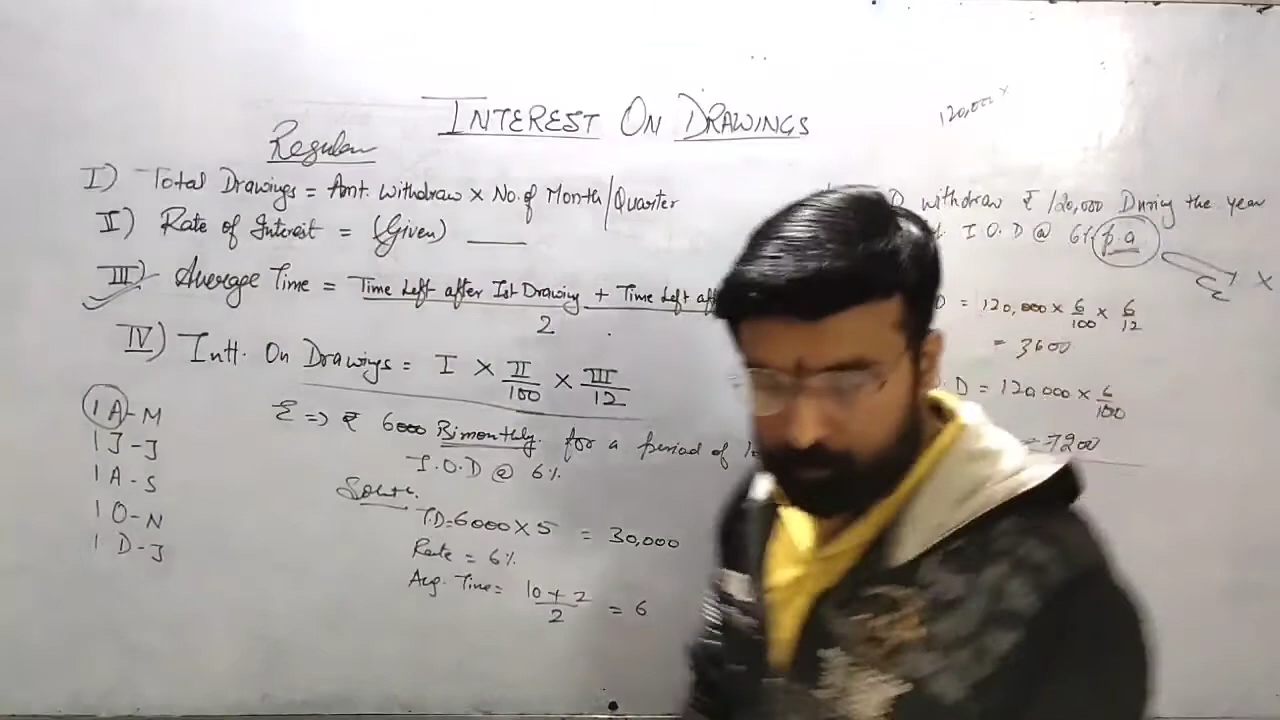 INTEREST ON DRAWINGS
120,000 x
Regular
I) Total Drawings = Amt. Withdraw × No. of Month/Quarter
II) Rate of Interest = (Given) ____
III) Average Time = Time Left after Ist Drawing + Time Left aft
2
IV) Intt. On Drawings = I × II/100 × III/12
1 A-M
1 J-J
1 A-S
1 O-N
1 D-J
6000 Bimonthly. for a period of
I.O.D @ 6%.
T.D=6000×5 = 30,000
Rate = 6%
Avg. Time = 10+2/2 = 6
D withdraw ₹ 120,000 During the year
I.O.D @ 6% p.a
D = 120,000 × 6/100 × 6/12
= 3600
D = 120,000 × 6/100
= 7200